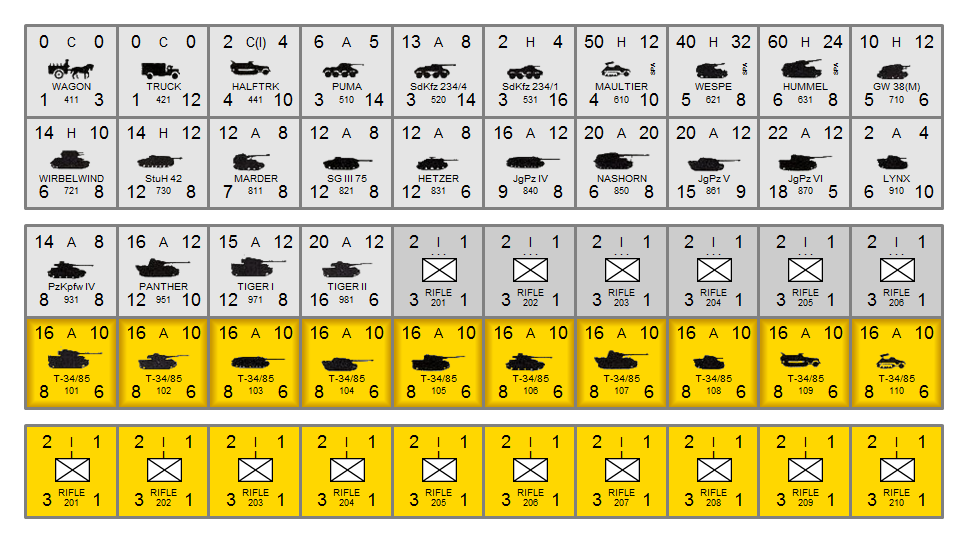 0 C 0 0 C 0 2 C(I) 4 6 A 5 13 A 8 2 H 4 50 H 12 40 H 32 60 H 24 10 H 12
SPA SPA SPA
WAGON TRUCK HALFTRK PUMA SdKfz 234/4 SdKfz 234/1 MAULTIER WESPE HUMMEL GW 38(M)
1 411 3 1 421 12 4 441 10 3 510 14 3 520 14 3 531 16 4 610 10 5 621 8 6 631 8 5 710 6
14 H 10 14 H 12 12 A 8 12 A 8 12 A 8 16 A 12 20 A 20 20 A 12 22 A 12 2 A 4
WIRBELWIND StuH 42 MARDER SG III 75 HETZER JgPz IV NASHORN JgPz V JgPz VI LYNX
6 721 8 12 730 8 7 811 8 12 821 8 12 831 6 9 840 8 6 850 8 15 861 9 18 870 5 6 910 10
14 A 8 16 A 12 15 A 12 20 A 12 2 I 1 2 I 1 2 I 1 2 I 1 2 I 1 2 I 1
... ... ... ... ... ...
PzKpfw IV PANTHER TIGER I TIGER II RIFLE RIFLE RIFLE RIFLE RIFLE RIFLE
8 931 8 12 951 10 12 971 8 16 981 6 3 201 1 3 202 1 3 203 1 3 204 1 3 205 1 3 206 1
16 A 10 16 A 10 16 A 10 16 A 10 16 A 10 16 A 10 16 A 10 16 A 10 16 A 10 16 A 10
T-34/85 T-34/85 T-34/85 T-34/85 T-34/85 T-34/85 T-34/85 T-34/85 T-34/85 T-34/85
8 101 6 8 102 6 8 103 6 8 104 6 8 105 6 8 106 6 8 107 6 8 108 6 8 109 6 8 110 6
2 I 1 2 I 1 2 I 1 2 I 1 2 I 1 2 I 1 2 I 1 2 I 1 2 I 1 2 I 1
RIFLE RIFLE RIFLE RIFLE RIFLE RIFLE RIFLE RIFLE RIFLE RIFLE
3 201 1 3 202 1 3 203 1 3 204 1 3 205 1 3 206 1 3 207 1 3 208 1 3 209 1 3 210 1